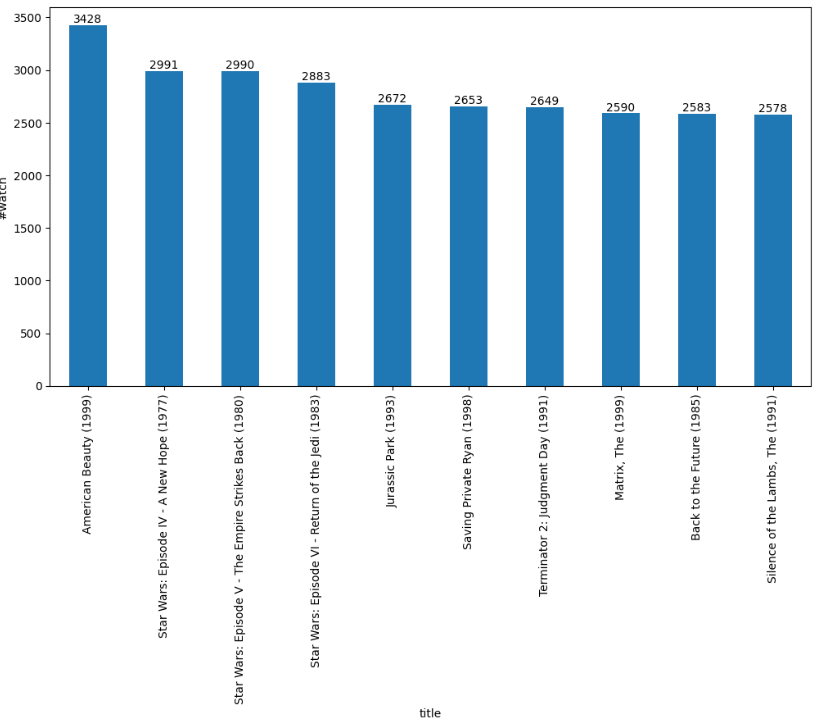 3500
3000
2500
2000
1500
1000
500
0
#watch
3428
2991
2990
2883
2672
2653
2649
2590
2583
2578
American Beauty (1999)
Star Wars: Episode IV - A New Hope (1977)
Star Wars: Episode V - The Empire Strikes Back (1980)
Star Wars: Episode VI - Return of the Jedi (1983)
Jurassic Park (1993)
Saving Private Ryan (1998)
Terminator 2: Judgment Day (1991)
Matrix, The (1999)
Back to the Future (1985)
Silence of the Lambs, The (1991)
title